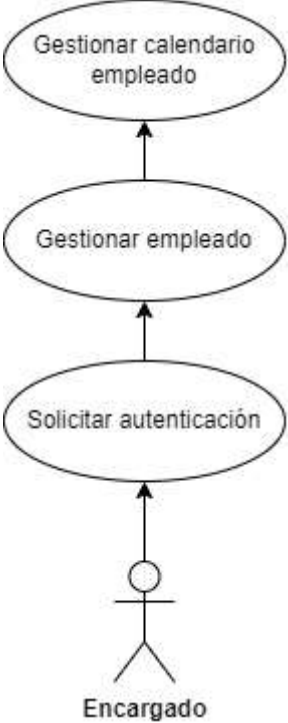 Gestionar calendario
empleado
Gestionar empleado
Solicitar autenticación
Encargado